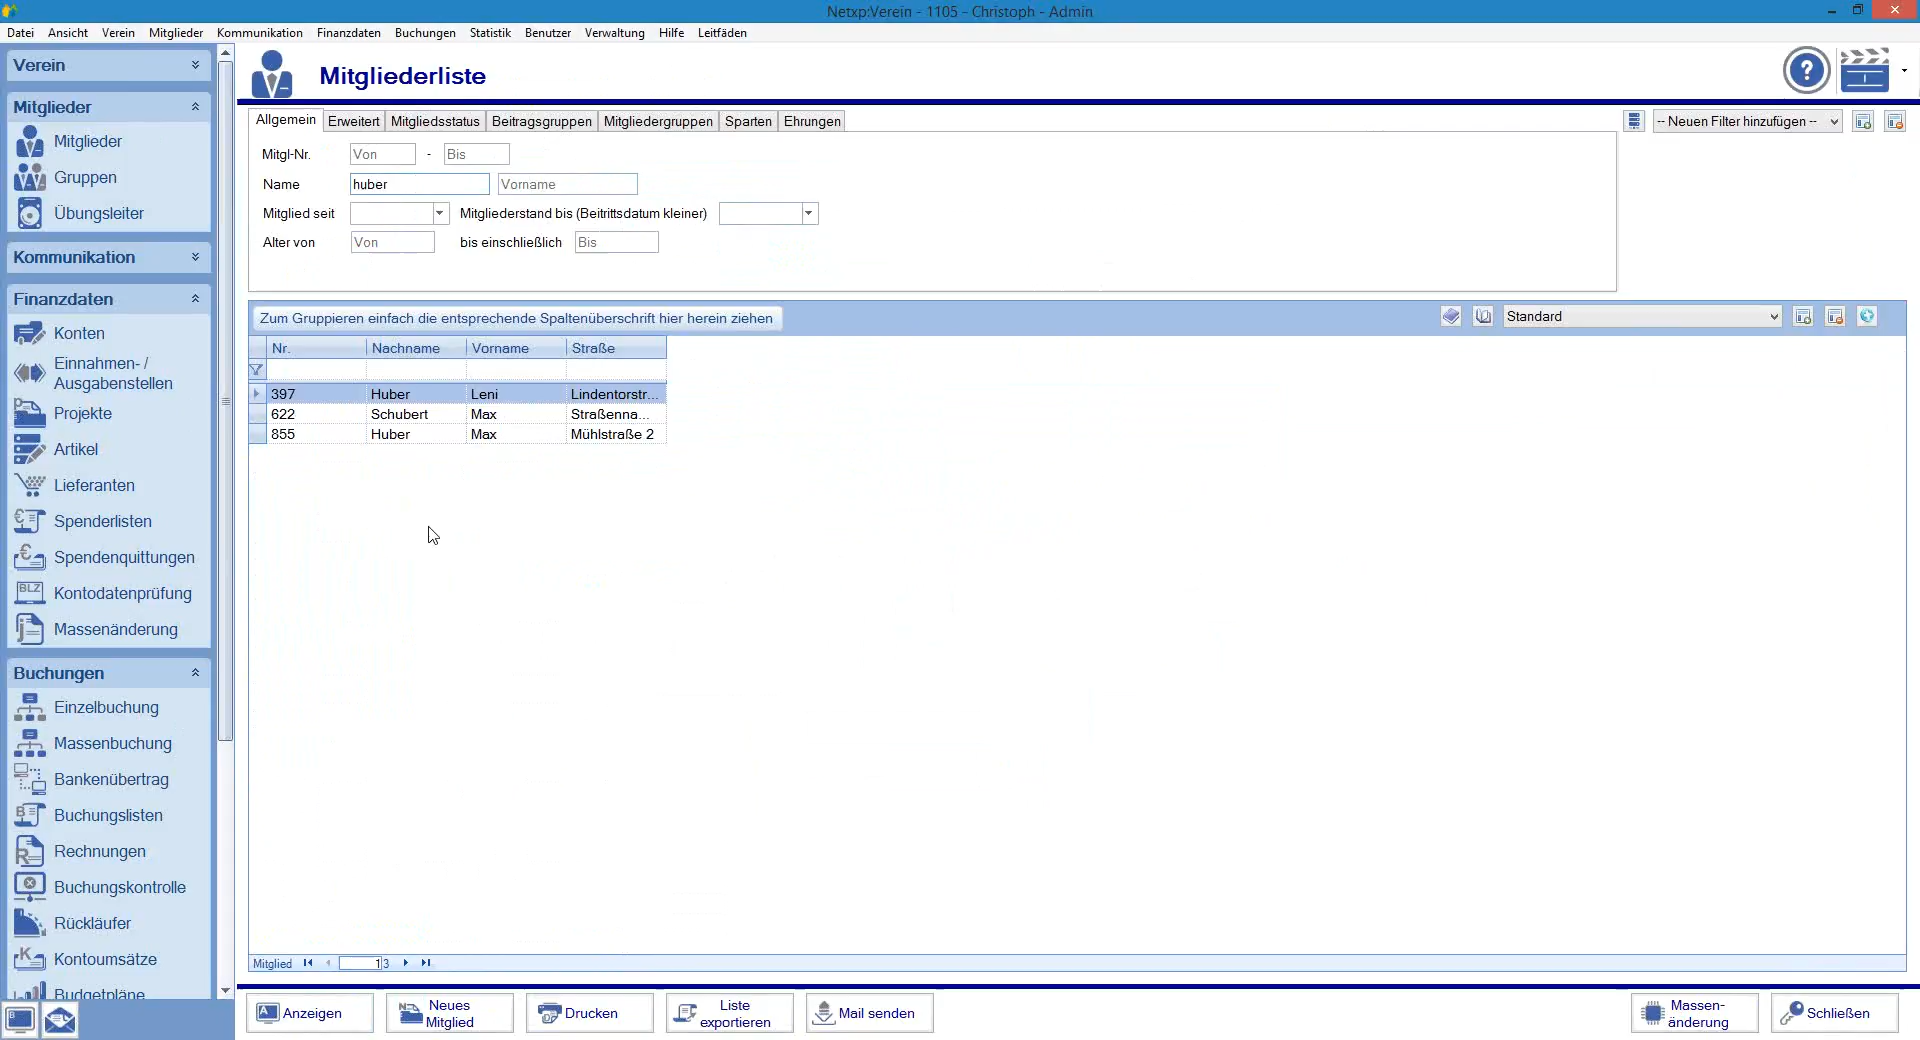 Netxp:Verein - 1105 - Christoph - Admin
Datei Ansicht Verein Mitglieder Kommunikation Finanzdaten Buchungen Statistik Benutzer Verwaltung Hilfe Leitfäden
Verein
Mitglieder
Mitglieder
Gruppen
Übungsleiter
Kommunikation
Finanzdaten
Konten
Einnahmen- /
Ausgabenstellen
Projekte
Artikel
Lieferanten
Spenderlisten
Spendenquittungen
BLZ
Kontodatenprüfung
Massenänderung
Buchungen
Einzelbuchung
Massenbuchung
Bankenübertrag
Buchungslisten
Rechnungen
Buchungskontrolle
Rückläufer
Kontoumsätze
Budgetpläne
Mitgliederliste
?
Allgemein Erweitert Mitgliedsstatus Beitragsgruppen Mitgliedergruppen Sparten Ehrungen
-- Neuen Filter hinzufügen --
Mitgl-Nr. Von - Bis
Name huber Vorname
Mitglied seit Mitgliederstand bis (Beitrittsdatum kleiner)
Alter von Von bis einschließlich Bis
Zum Gruppieren einfach die entsprechende Spaltenüberschrift hier herein ziehen
Standard
Nr. Nachname Vorname Straße
397 Huber Leni Lindentorstr...
622 Schubert Max Straßenna...
855 Huber Max Mühlstraße 2
Mitglied 1 3
Anzeigen
Neues
Mitglied
Drucken
Liste
exportieren
Mail senden
Massen-
änderung
Schließen